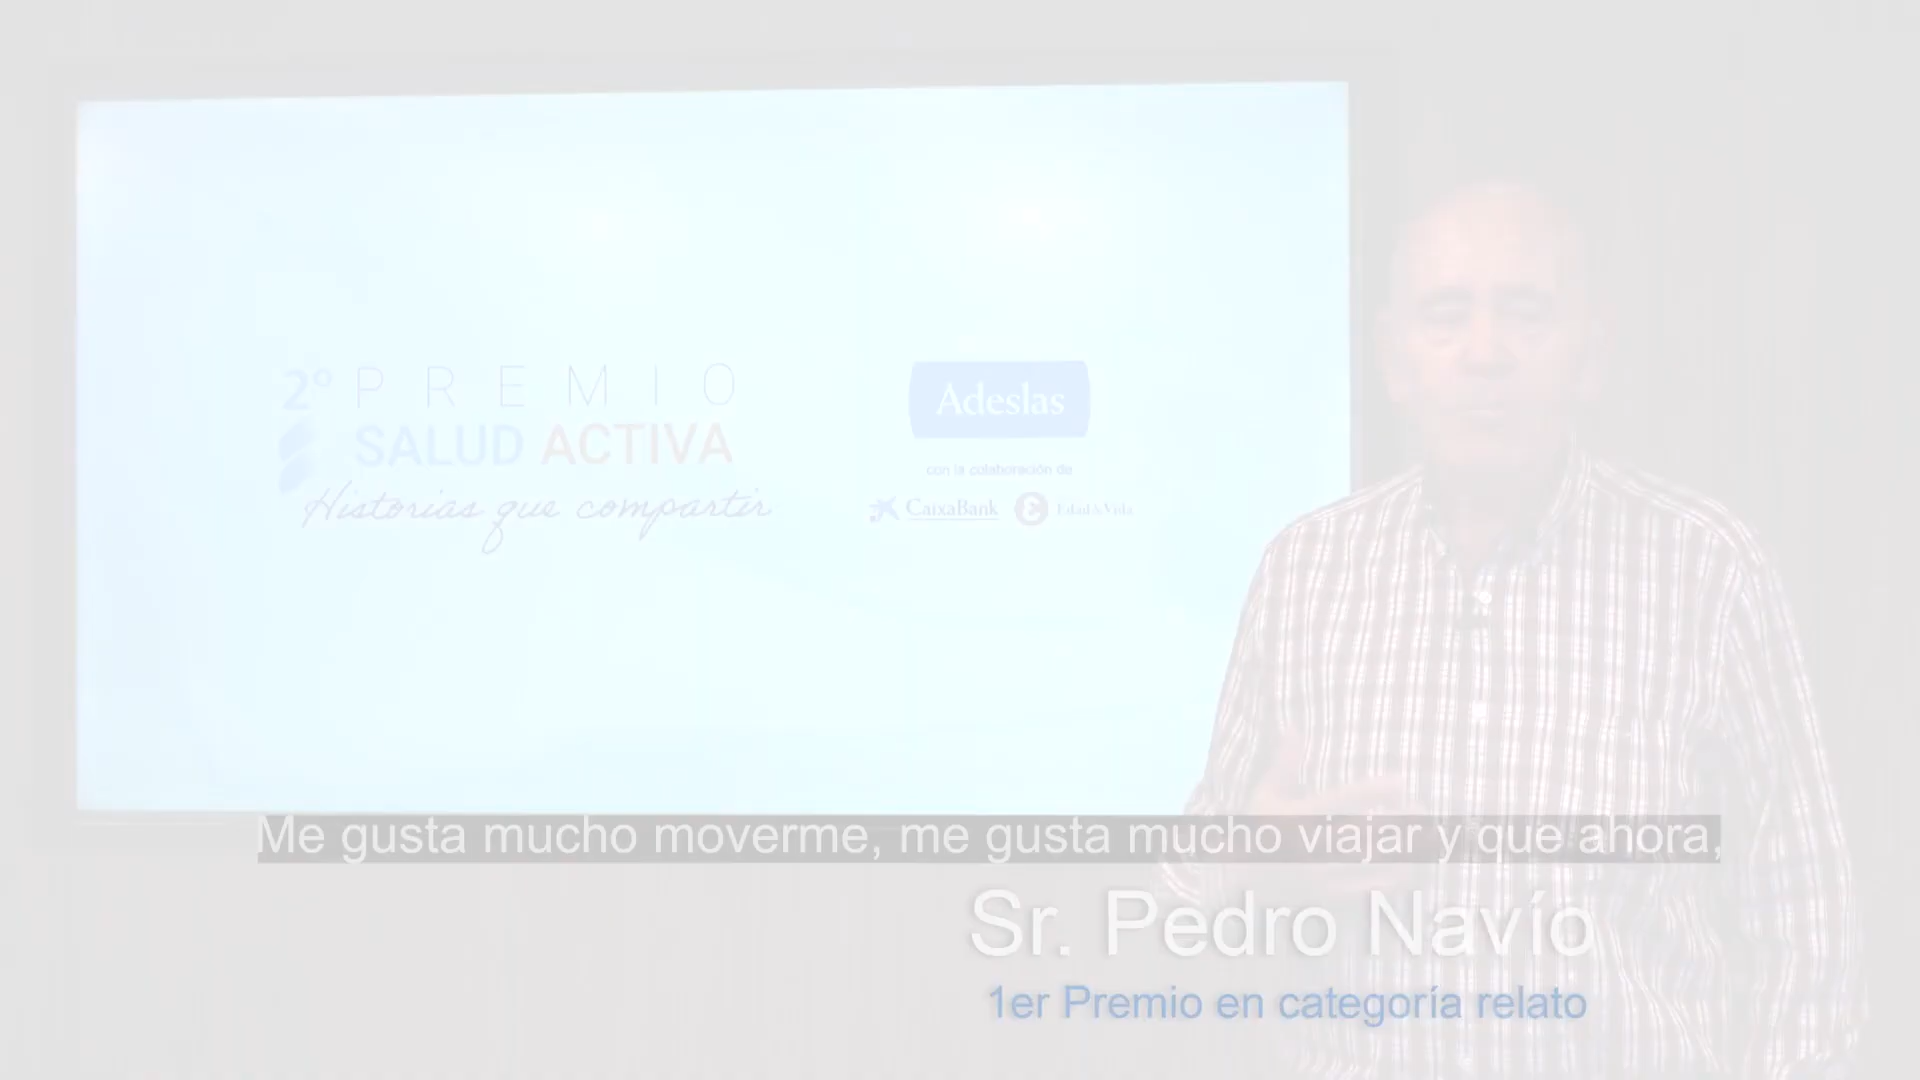 2º PREMIO
SALUD ACTIVA
Historias que compartir
Adeslas
con la colaboración de
CaixaBank
Edad&Vida
Me gusta mucho moverme, me gusta mucho viajar y que ahora,
Sr. Pedro Navío
1er Premio en categoría relato